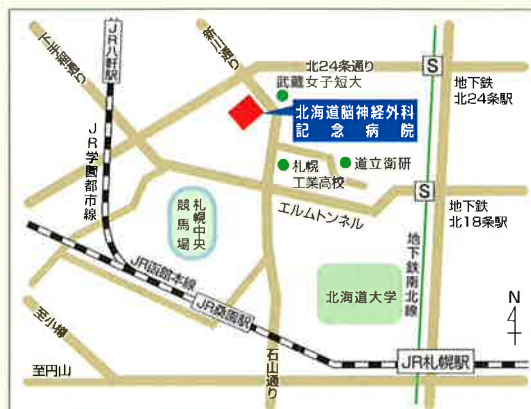 JR八軒駅
下手稲通り
新川通り
北24条通り
武蔵女子短大
S
地下鉄
北24条駅
北海道脳神経外科
記念病院
JR学園都市線
札幌
工業高校
道立衛研
S
地下鉄
北18条駅
エルムトンネル
札幌中央
競馬場
地下鉄南北線
北海道大学
JR函館本線
JR桑園駅
N
4
至小樽
石山通り
JR札幌駅
至円山